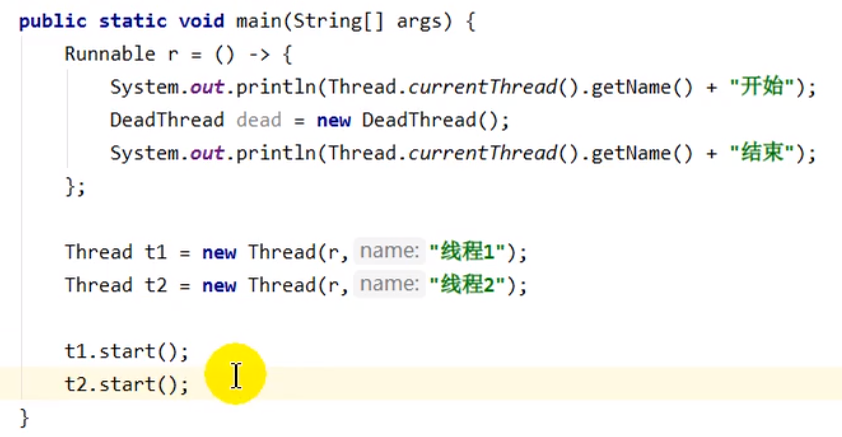 public static void main(String[] args) {
Runnable r = () -> {
System.out.println(Thread.currentThread().getName() + "开始");
DeadThread dead = new DeadThread();
System.out.println(Thread.currentThread().getName() + "结束");
};
Thread t1 = new Thread(r, name: "线程1");
Thread t2 = new Thread(r, name: "线程2");
t1.start();
t2.start();
}